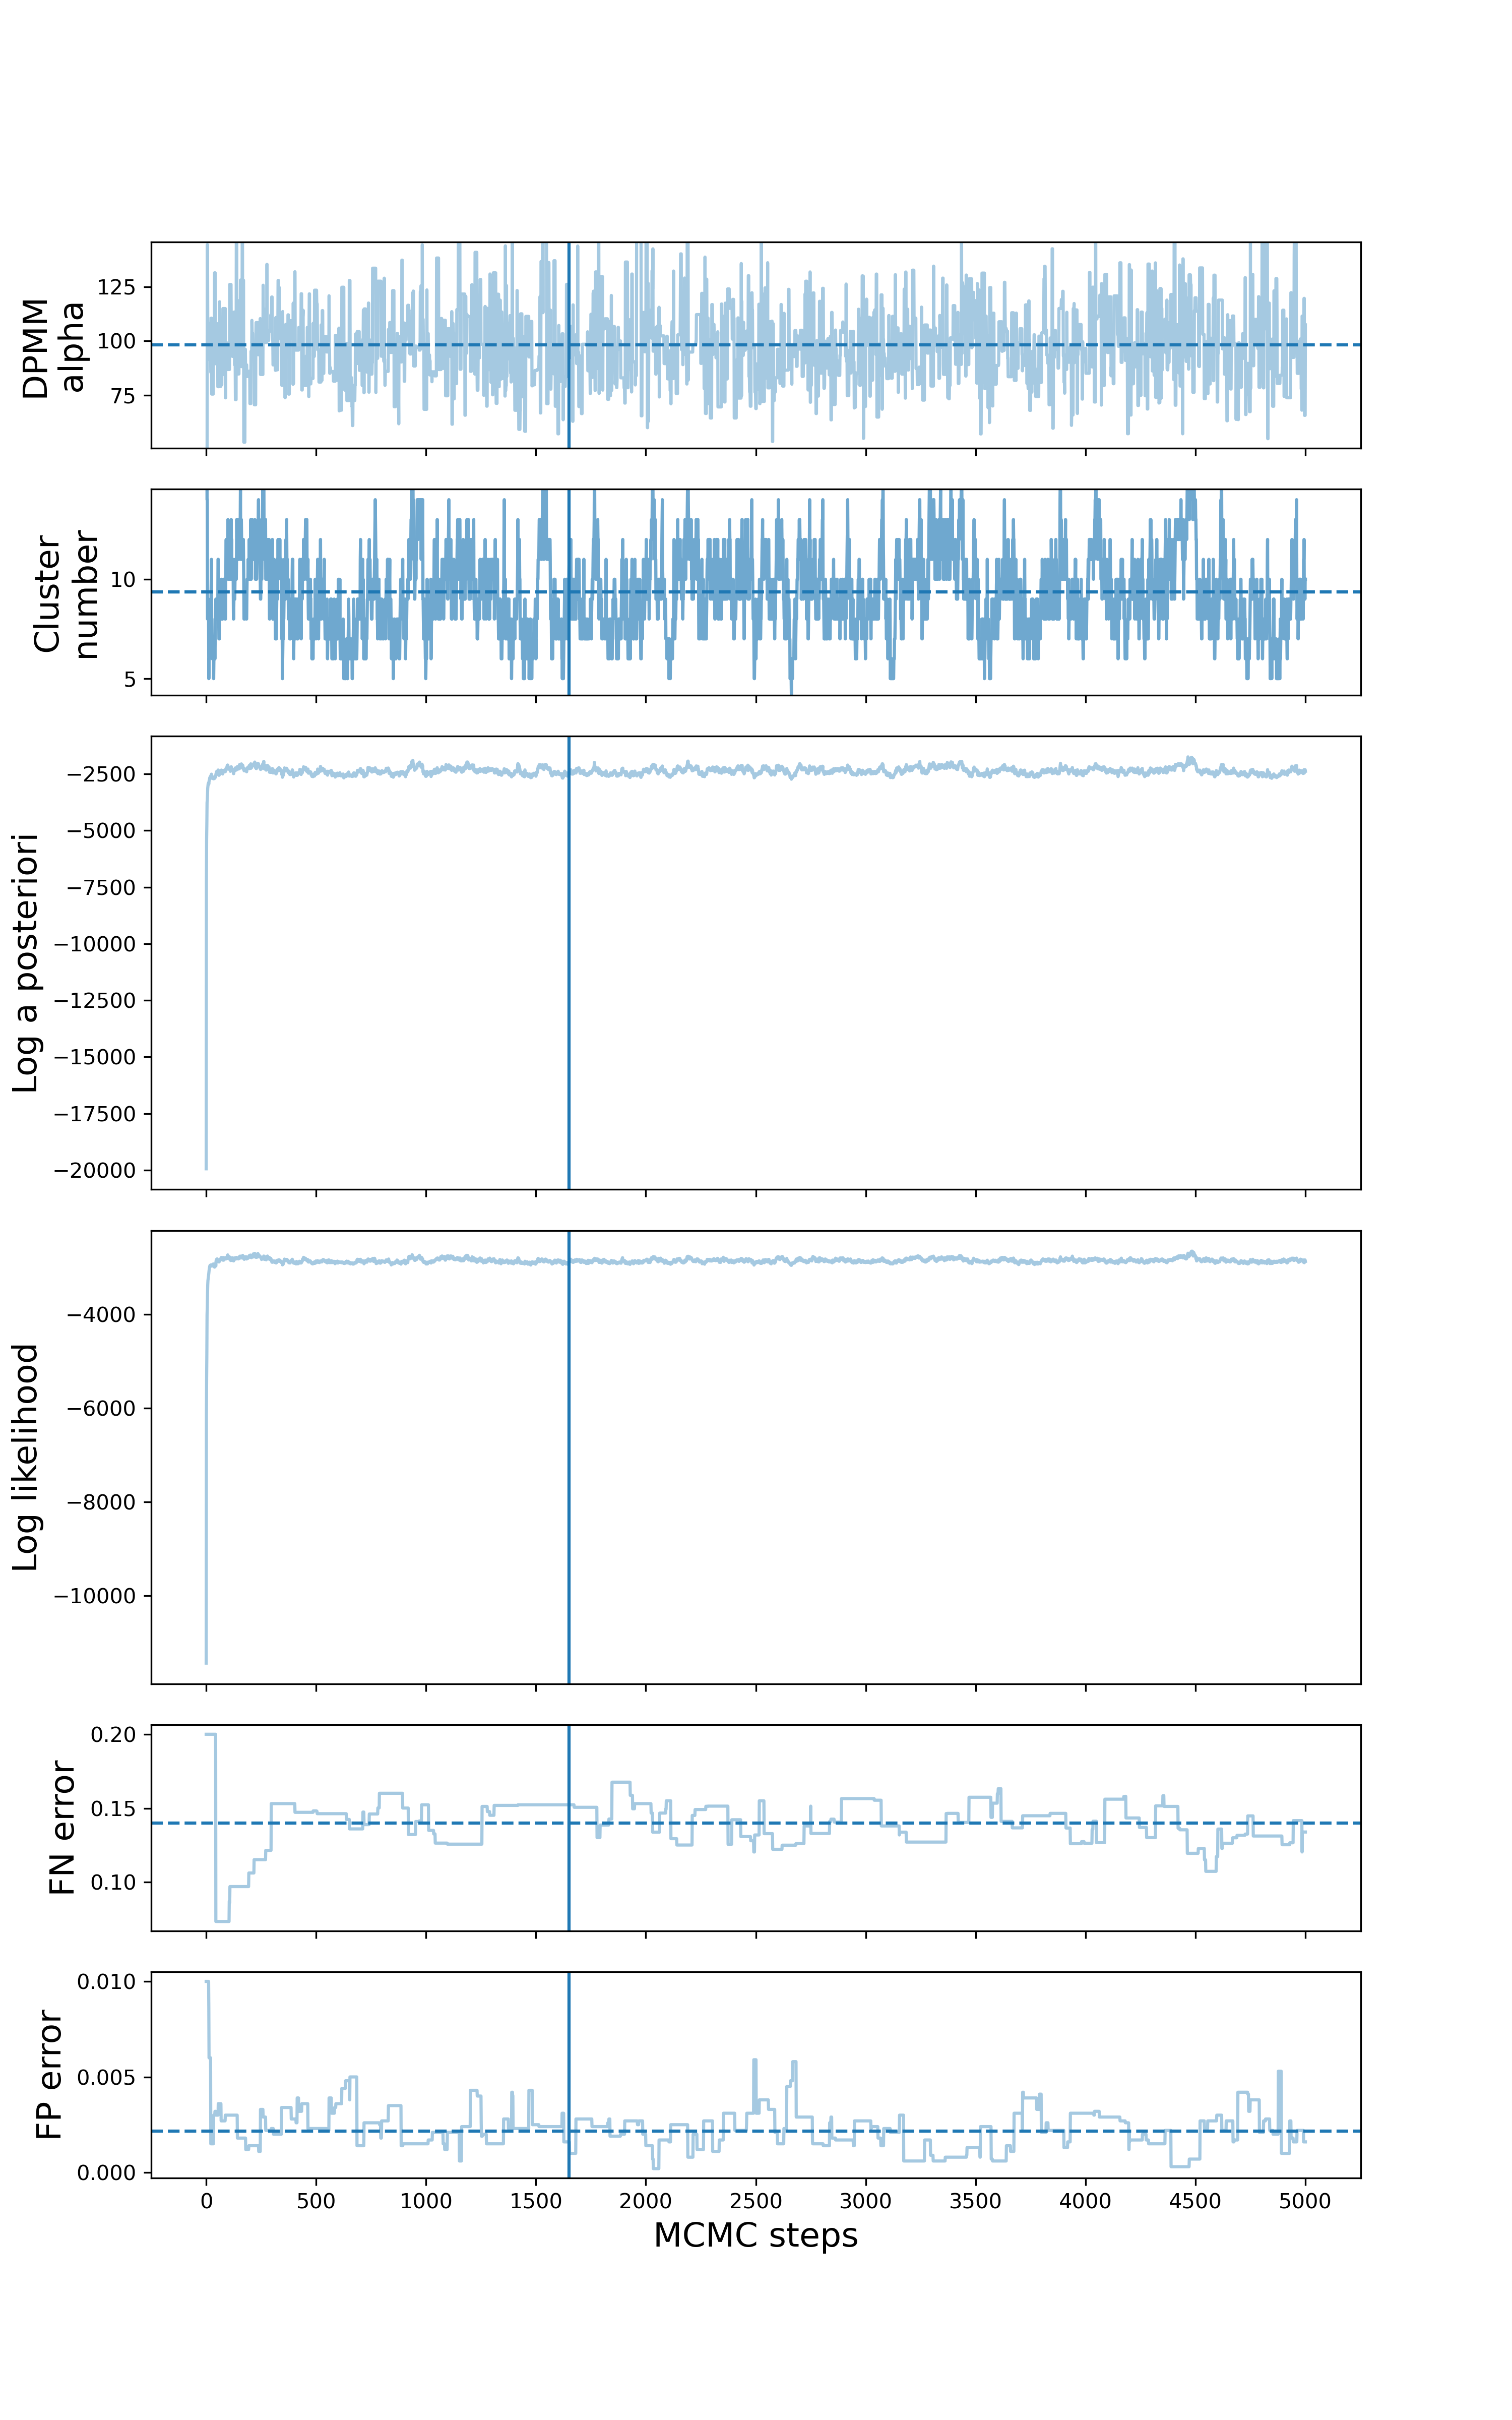 DPMM
alpha
125
100
75
Cluster
number
10
5
Log a posteriori
−2500
−5000
−7500
−10000
−12500
−15000
−17500
−20000
Log likelihood
−4000
−6000
−8000
−10000
FN error
0.20
0.15
0.10
FP error
0.010
0.005
0.000
0 500 1000 1500 2000 2500 3000 3500 4000 4500 5000
MCMC steps